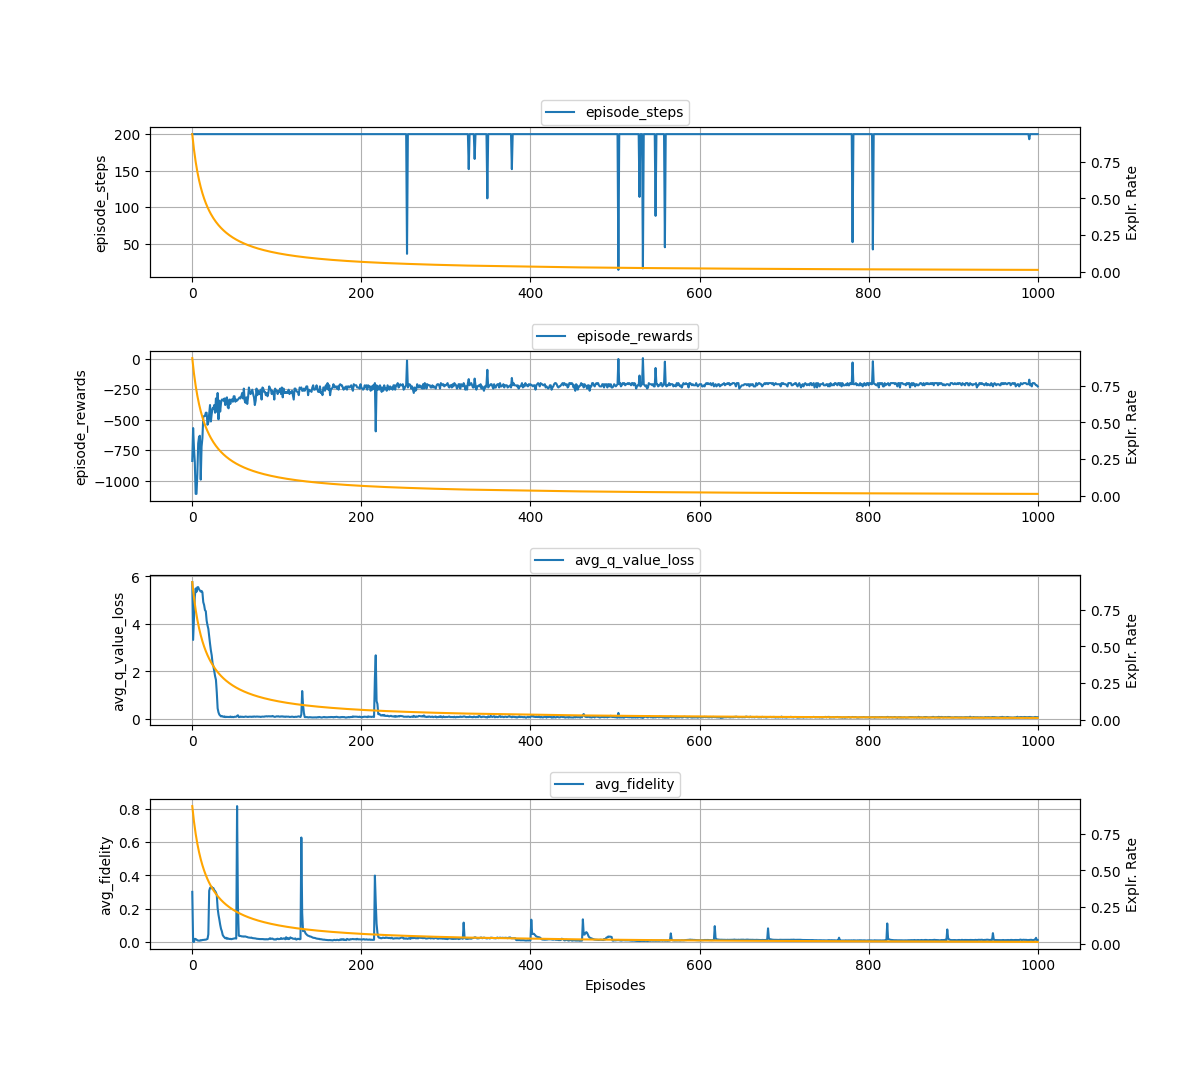 episode_steps
200
150
100
50
episode_steps
0.75
0.50
0.25
0.00
Explr. Rate
0 200 400 600 800 1000
episode_rewards
0
−250
−500
−750
−1000
episode_rewards
0.75
0.50
0.25
0.00
Explr. Rate
0 200 400 600 800 1000
avg_q_value_loss
6
4
2
0
avg_q_value_loss
0.75
0.50
0.25
0.00
Explr. Rate
0 200 400 600 800 1000
avg_fidelity
0.8
0.6
0.4
0.2
0.0
avg_fidelity
0.75
0.50
0.25
0.00
Explr. Rate
0 200 400 600 800 1000
Episodes